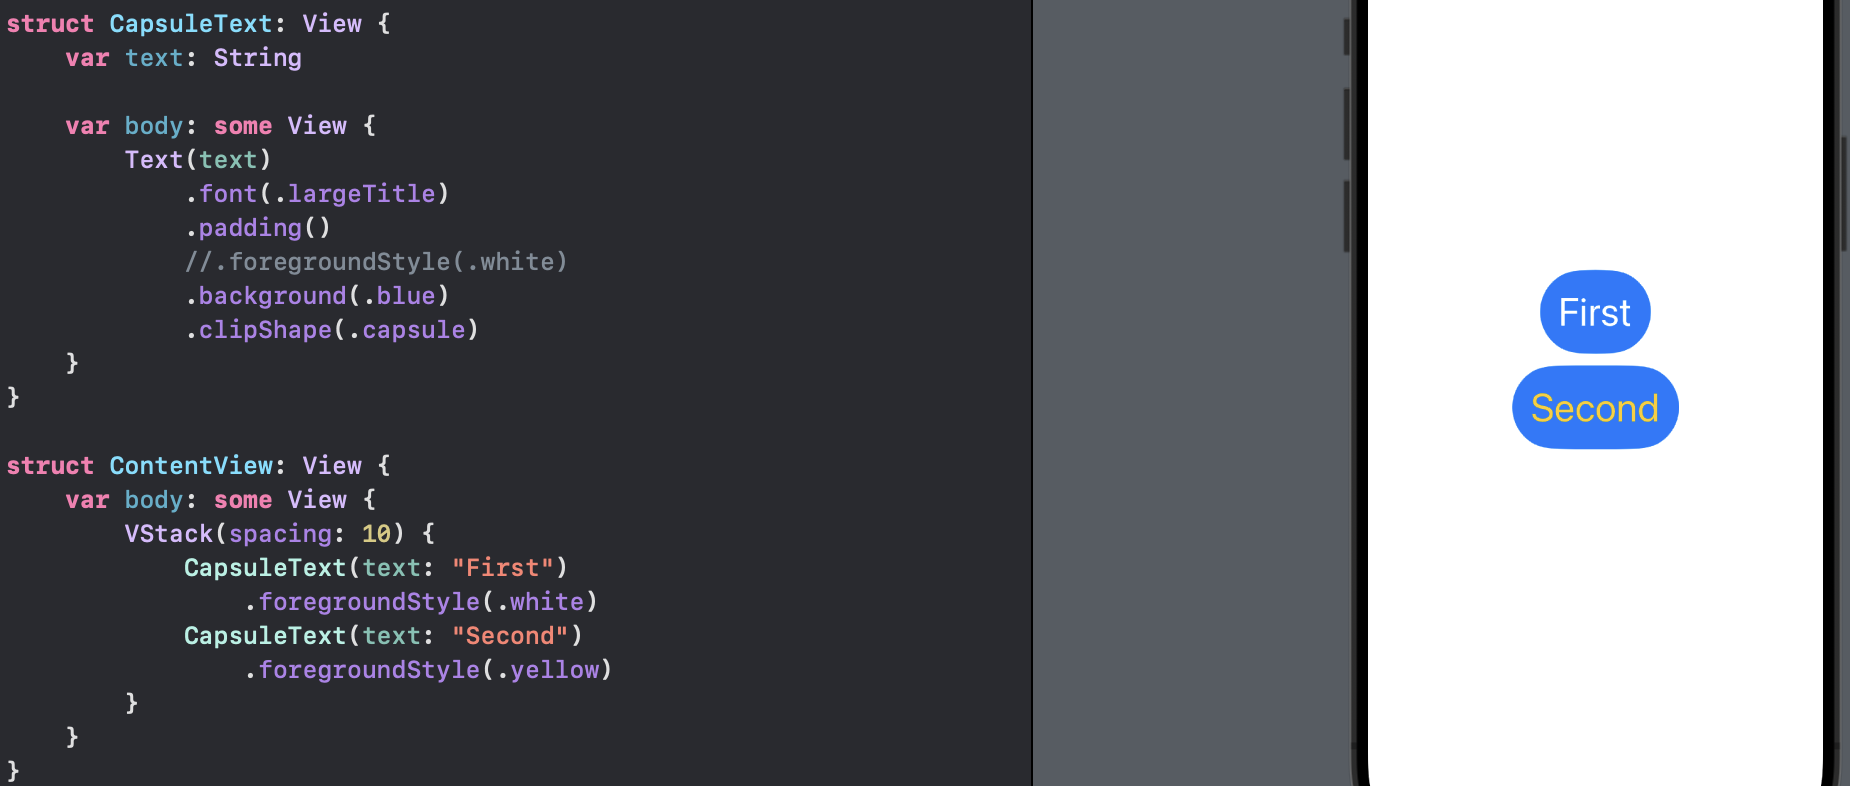 struct CapsuleText: View {
    var text: String

    var body: some View {
        Text(text)
            .font(.largeTitle)
            .padding()
            //.foregroundStyle(.white)
            .background(.blue)
            .clipShape(.capsule)
    }
}

struct ContentView: View {
    var body: some View {
        VStack(spacing: 10) {
            CapsuleText(text: "First")
                .foregroundStyle(.white)
            CapsuleText(text: "Second")
                .foregroundStyle(.yellow)
        }
    }
}
First
Second